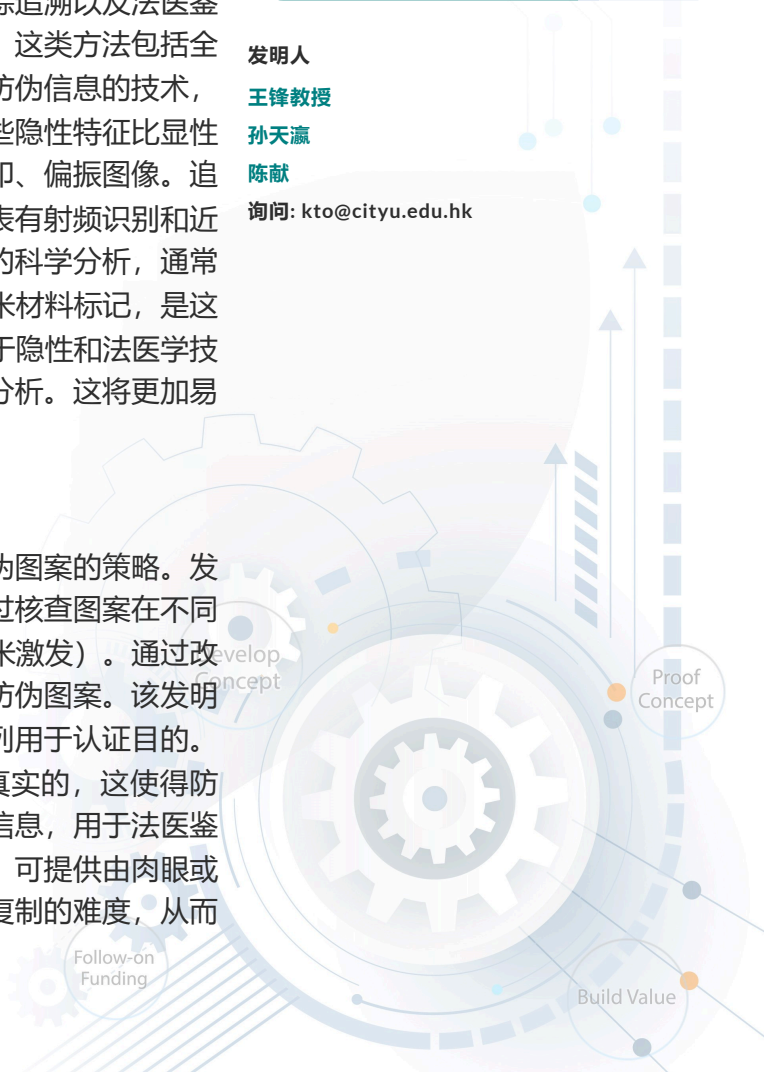 踪追溯以及法医鉴
这类方法包括全
防伪信息的技术，
些隐性特征比显性
印、偏振图像。追
表有射频识别和近
的科学分析，通常
米材料标记，是这
于隐性和法医学技
分析。这将更加易
伪图案的策略。发
过核查图案在不同
米激发）。通过改
防伪图案。该发明
列用于认证目的。
真实的，这使得防
信息，用于法医鉴
可提供由肉眼或
复制的难度，从而
发明人
王锋教授
孙天瀛
陈献
询问: kto@cityu.edu.hk
Develop
Concept
Proof
Concept
Follow-on
Funding
Build Value